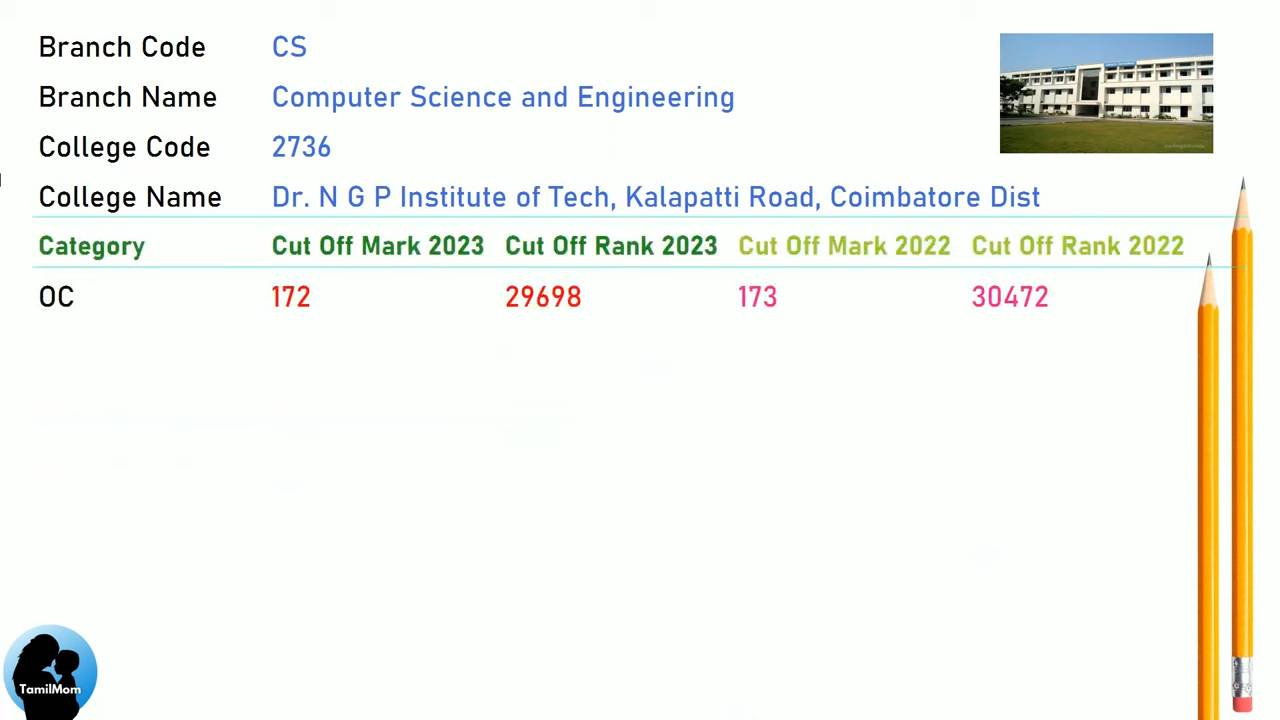 Branch Code CS
Branch Name Computer Science and Engineering
College Code 2736
College Name Dr. N G P Institute of Tech, Kalapatti Road, Coimbatore Dist
Category Cut Off Mark 2023 Cut Off Rank 2023 Cut Off Mark 2022 Cut Off Rank 2022
OC 172 29698 173 30472
TamilMom